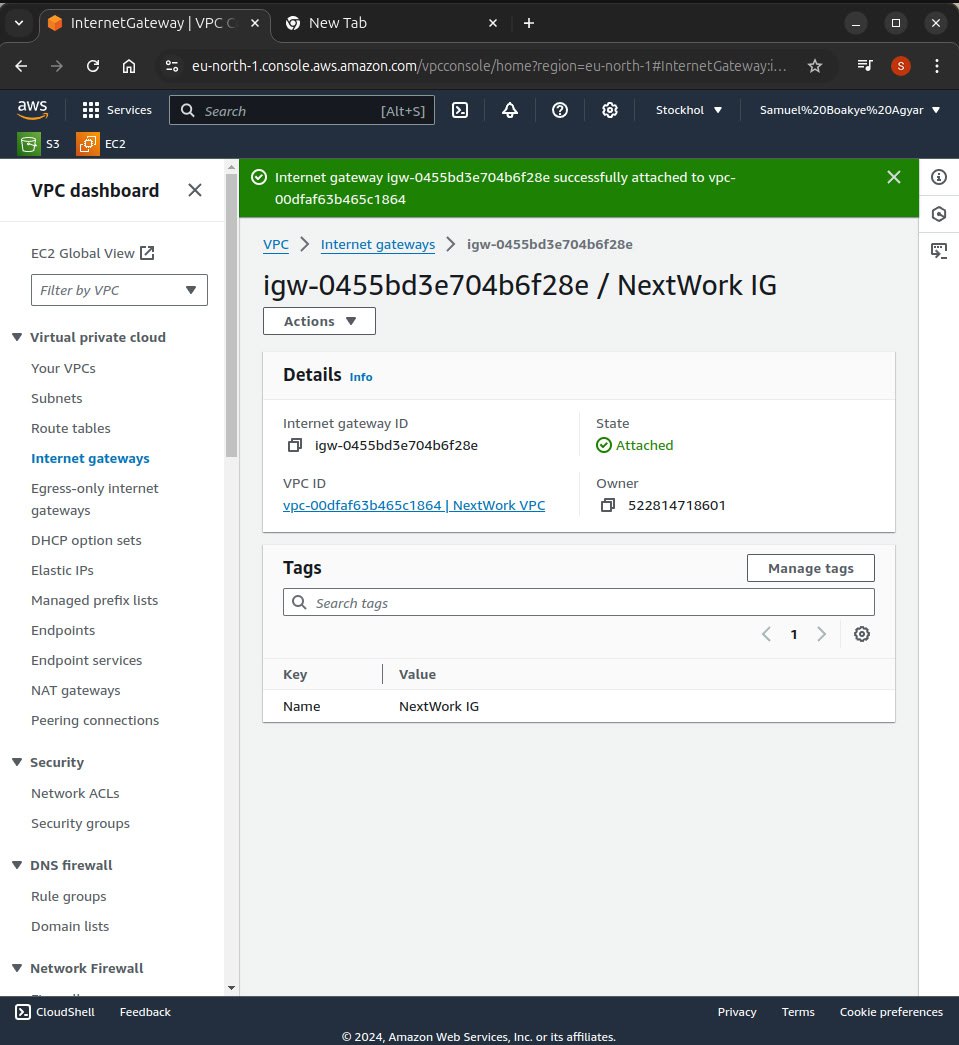 InternetGateway | VPC C
New Tab
eu-north-1.console.aws.amazon.com/vpcconsole/home?region=eu-north-1#InternetGateway:i...
S
aws
Services
Search
[Alt+S]
Stockhol
Samuel%20Boakye%20Agyar
S3
EC2
VPC dashboard
EC2 Global View
Filter by VPC
Virtual private cloud
Your VPCs
Subnets
Route tables
Internet gateways
Egress-only internet
gateways
DHCP option sets
Elastic IPs
Managed prefix lists
Endpoints
Endpoint services
NAT gateways
Peering connections
Security
Network ACLs
Security groups
DNS firewall
Rule groups
Domain lists
Network Firewall
Internet gateway igw-0455bd3e704b6f28e successfully attached to vpc-
00dfaf63b465c1864
VPC
Internet gateways
igw-0455bd3e704b6f28e
igw-0455bd3e704b6f28e / NextWork IG
Actions
Details Info
Internet gateway ID
igw-0455bd3e704b6f28e
State
Attached
VPC ID
vpc-00dfaf63b465c1864 | NextWork VPC
Owner
522814718601
Tags
Manage tags
Search tags
1
Key
Value
Name
NextWork IG
CloudShell
Feedback
Privacy
Terms
Cookie preferences
© 2024, Amazon Web Services, Inc. or its affiliates.